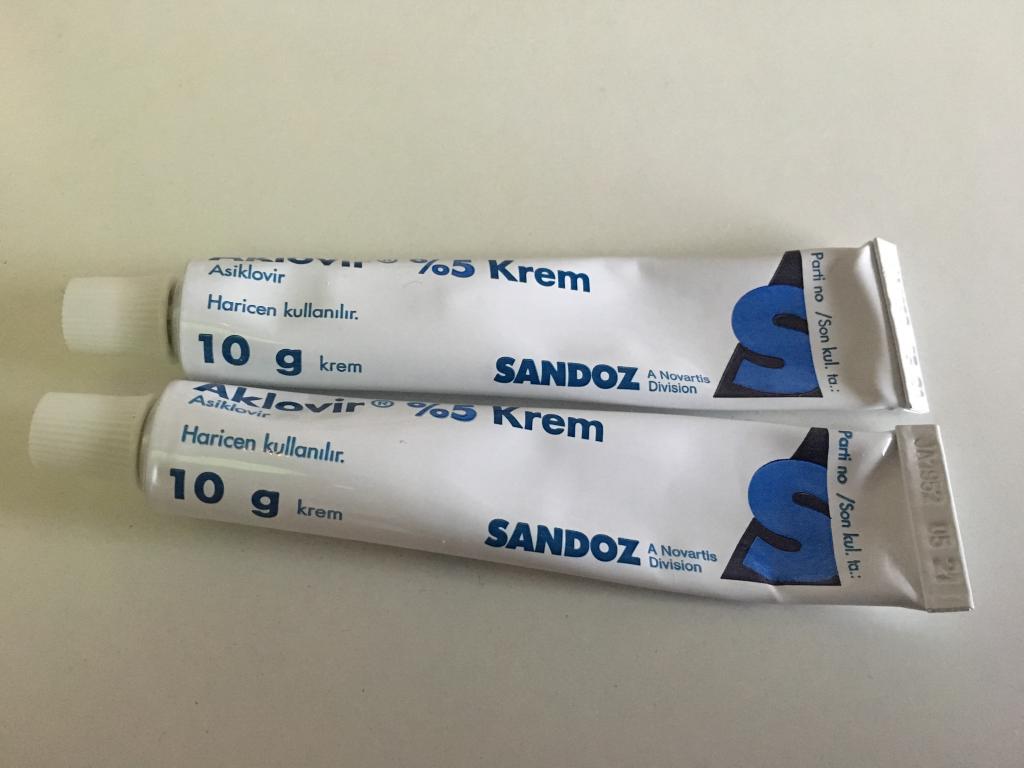 Aklovir® %5 Krem
Asiklovir
Haricen kullanılır.
10 g krem
SANDOZ A Novartis
Division
S
Parti no /Son kul. ta.:
Aklovir® %5 Krem
Asiklovir
Haricen kullanılır.
10 g krem
SANDOZ A Novartis
Division
S
Parti no /Son kul. ta.: